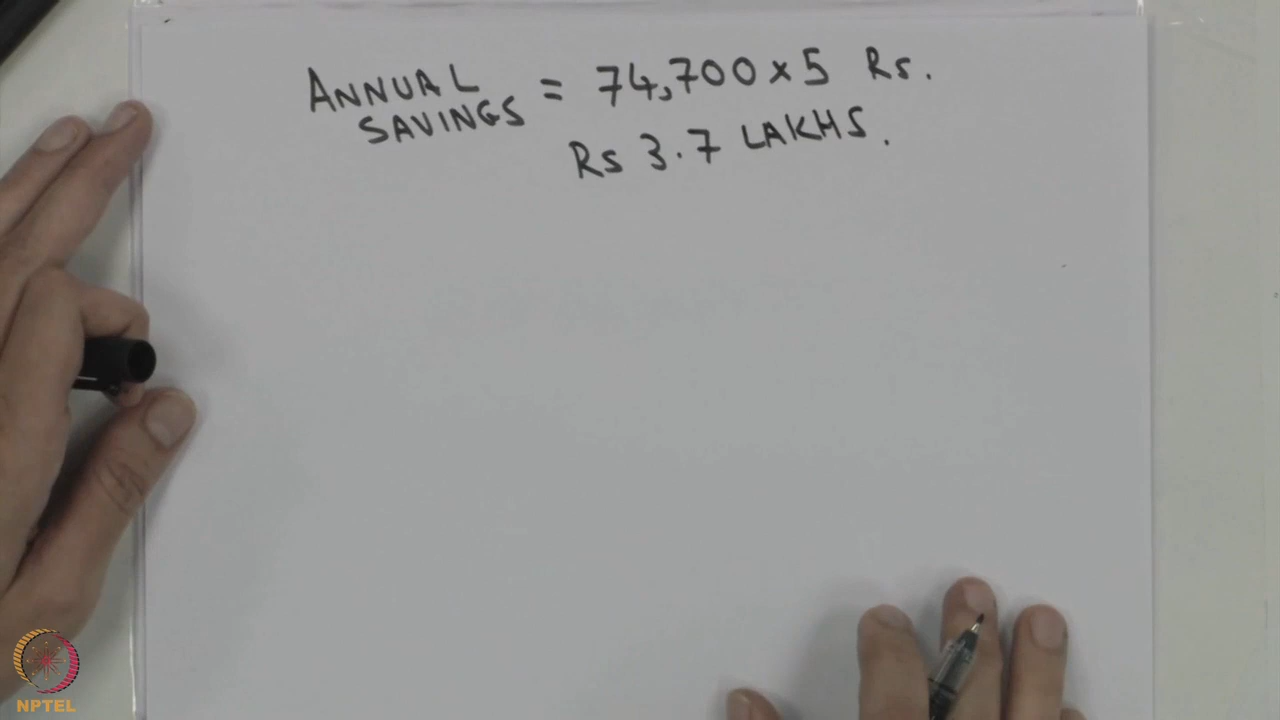 ANNUAL SAVINGS = 74,700 × 5 Rs.
Rs 3.7 LAKHS.
NPTEL